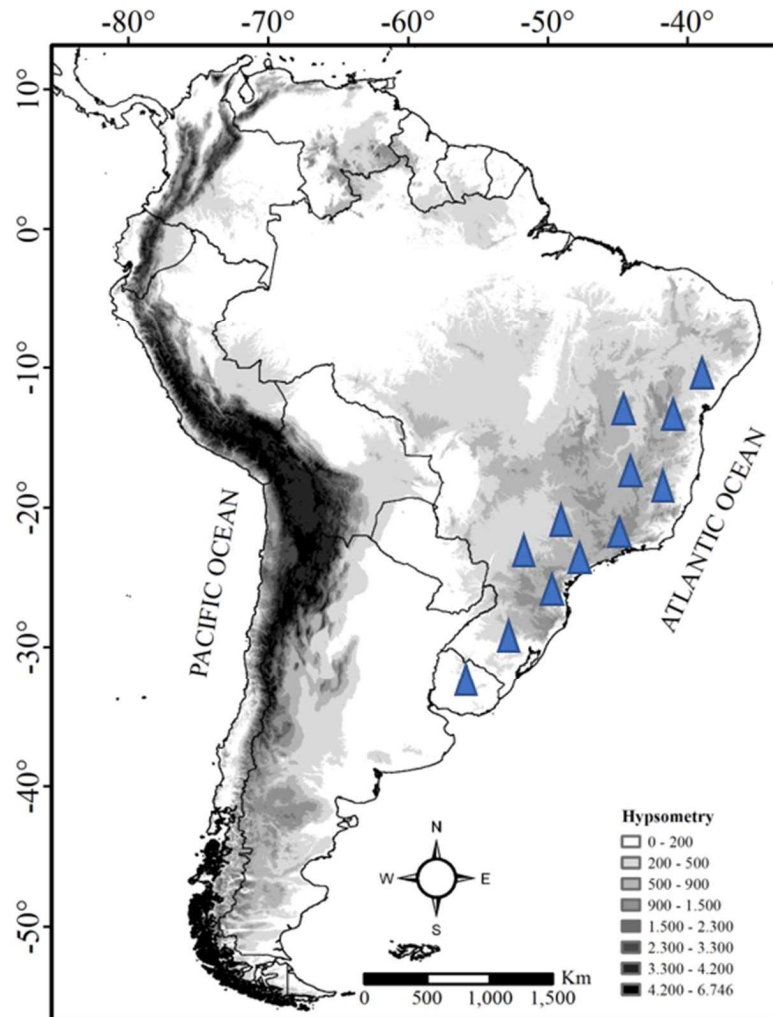 -80° -70° -60° -50° -40°
10°
0°
-10°
-20°
-30°
-40°
-50°
PACIFIC OCEAN
ATLANTIC OCEAN
N
W E
S
Hypsometry
0 - 200
200 - 500
500 - 900
900 - 1.500
1.500 - 2.300
2.300 - 3.300
3.300 - 4.200
4.200 - 6.746
Km
0 500 1,000 1,500